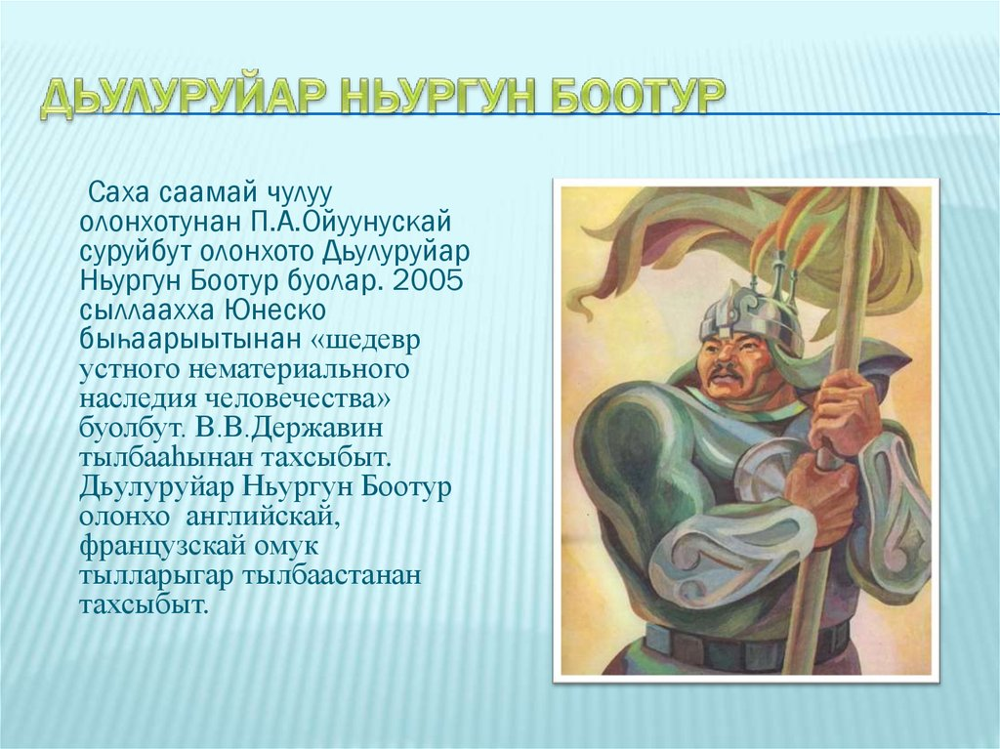 ДЬУЛУРУЙАР НЬУРГУН БООТУР
Саха саамай чулуу
олонхотунан П.А.Ойуунускай
суруйбут олонхото Дьулуруйар
Ньургун Боотур буолар. 2005
сыллаахха Юнеско
быһаарыытынан «шедевр
устного нематериального
наследия человечества»
буолбут. В.В.Державин
тылбааhынан тахсыбыт.
Дьулуруйар Ньургун Боотур
олонхо английскай,
французскай омук
тылларыгар тылбаастанан
тахсыбыт.